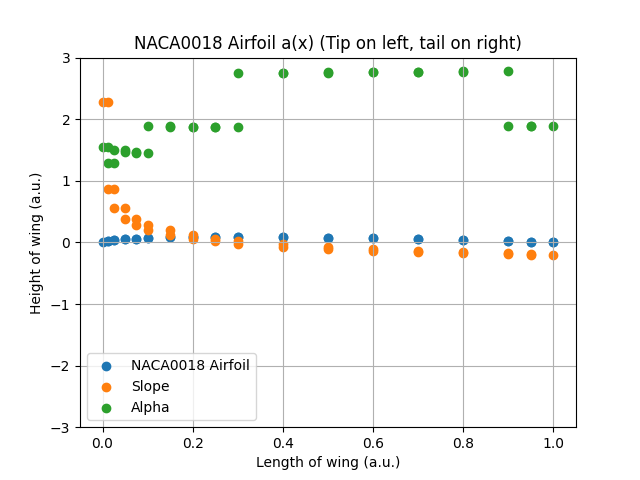 NACA0018 Airfoil a(x) (Tip on left, tail on right)
3
2
1
0
−1
−2
−3
Height of wing (a.u.)
NACA0018 Airfoil
Slope
Alpha
0.0 0.2 0.4 0.6 0.8 1.0
Length of wing (a.u.)